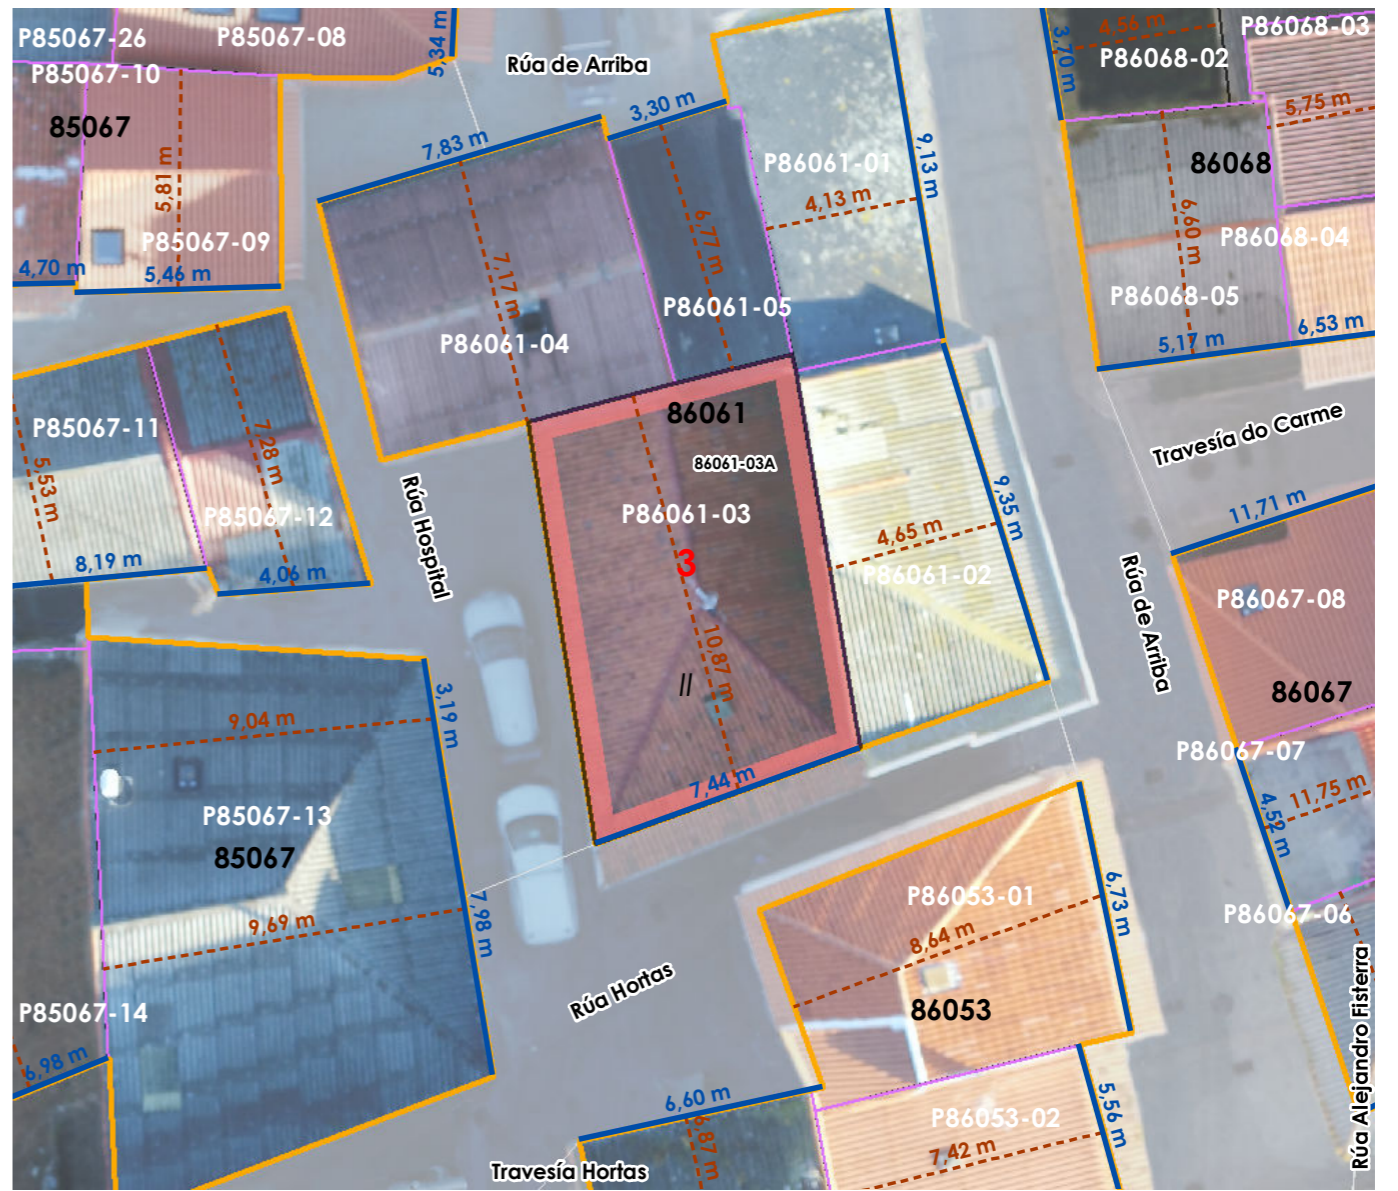 P85067-26
P85067-08
5,34 m
Rúa de Arriba
3,70 m
4,56 m
P86068-03
P86068-02
P85067-10
85067
5,81 m
7,83 m
3,30 m
P86061-01
9,13 m
4,13 m
5,75 m
86068
6,60 m
P86068-04
P85067-09
4,70 m
5,46 m
7,17 m
6,77 m
P86061-05
P86061-04
P86068-05
5,17 m
6,53 m
P85067-11
5,53 m
7,28 m
P85067-12
8,19 m
4,06 m
Rúa Hospital
86061
86061-03A
P86061-03
3
10,87 m
II
7,44 m
9,35 m
4,65 m
P86061-02
Travesía do Carme
11,71 m
Rúa de Arriba
P86067-08
86067
P86067-07
11,75 m
4,52 m
P86067-06
3,19 m
9,04 m
P85067-13
85067
7,98 m
9,69 m
P85067-14
6,98 m
Rúa Hortas
P86053-01
8,64 m
6,73 m
86053
6,60 m
6,87 m
P86053-02
5,56 m
7,42 m
Travesía Hortas
Rúa Alejandro Fisterra